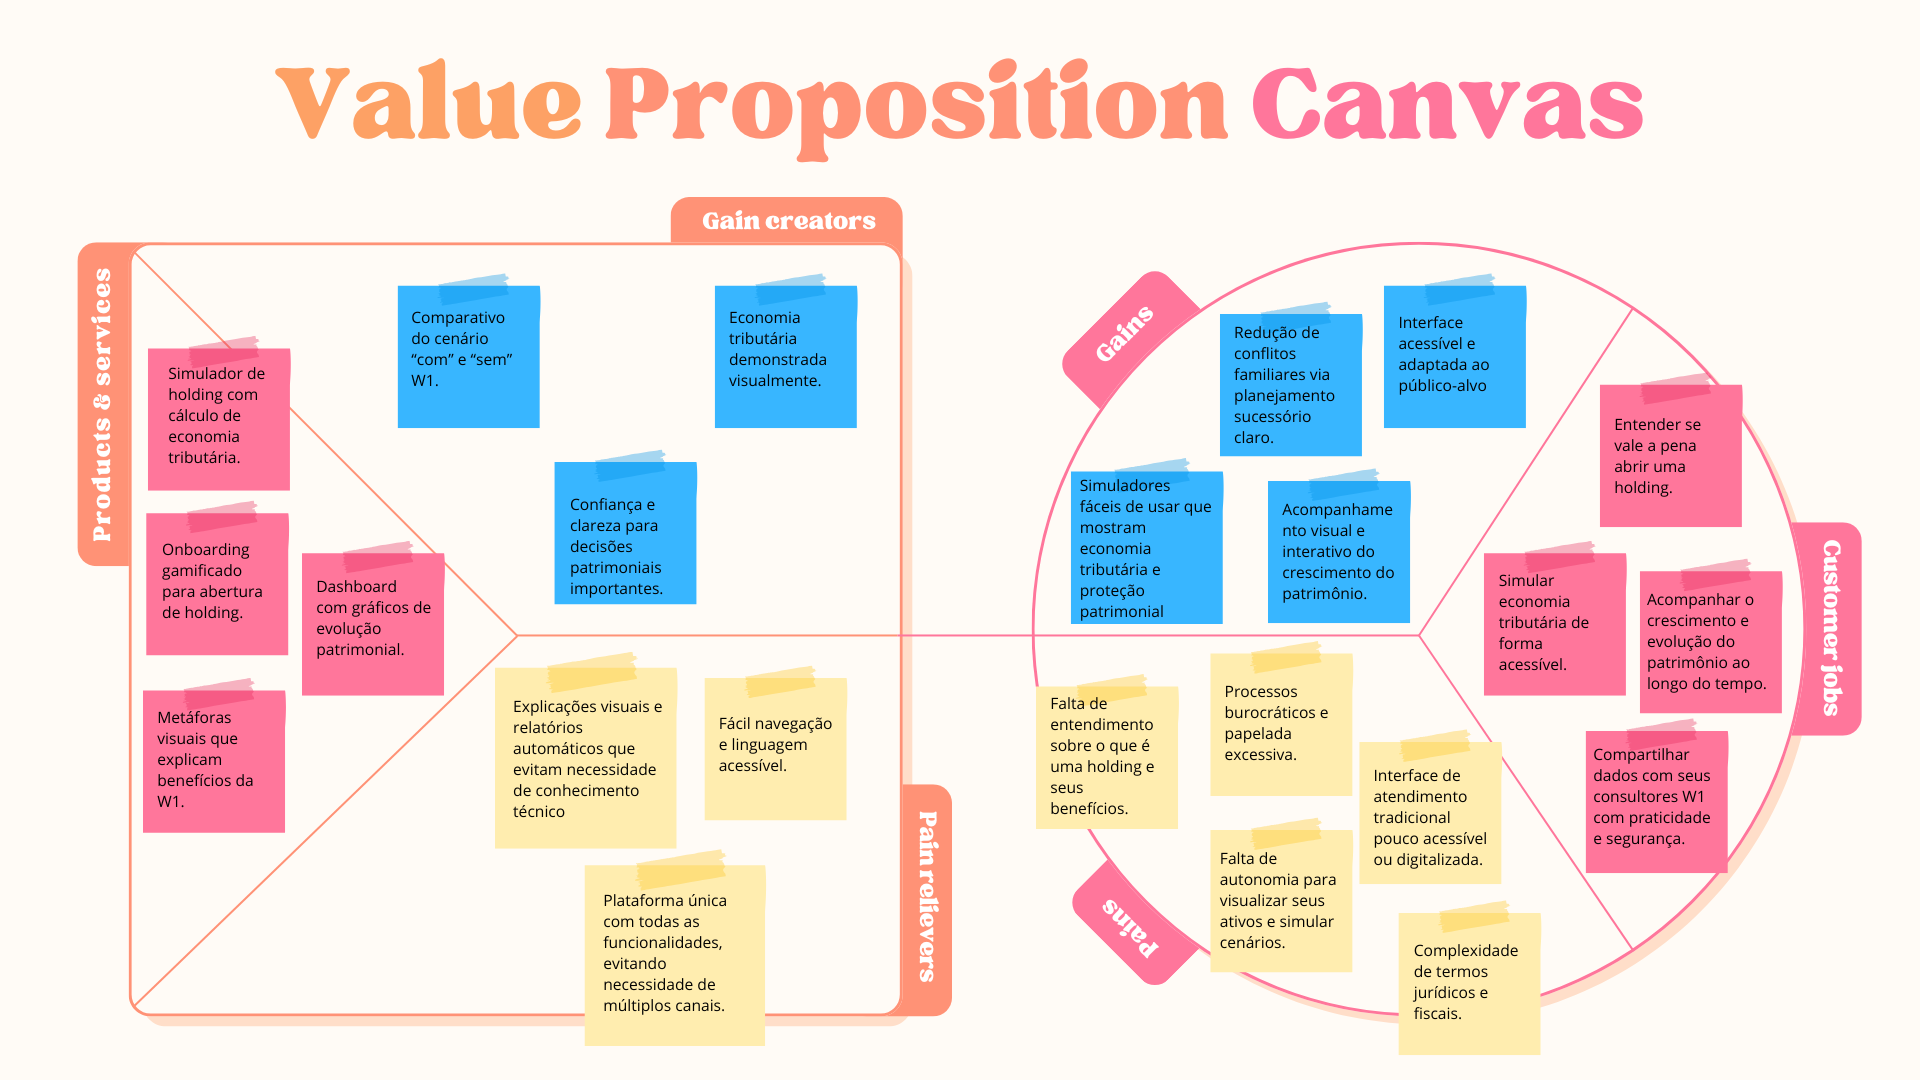 Value Proposition Canvas
Gain creators
Products & services
Comparativo
do cenário
“com” e “sem”
W1.
Economia
tributária
demonstrada
visualmente.
Confiança e
clareza para
decisões
patrimoniais
importantes.
Simulador de
holding com
cálculo de
economia
tributária.
Onboarding
gamificado
para abertura
de holding.
Dashboard
com gráficos de
evolução
patrimonial.
Metáforas
visuais que
explicam
benefícios da
W1.
Explicações visuais e
relatórios
automáticos que
evitam necessidade
de conhecimento
técnico
Fácil navegação
e linguagem
acessível.
Plataforma única
com todas as
funcionalidades,
evitando
necessidade de
múltiplos canais.
Pain relievers
Gains
Redução de
conflitos
familiares via
planejamento
sucessório
claro.
Interface
acessível e
adaptada ao
público-alvo
Simuladores
fáceis de usar que
mostram
economia
tributária e
proteção
patrimonial
Acompanhame
nto visual e
interativo do
crescimento do
patrimônio.
Entender se
vale a pena
abrir uma
holding.
Simular
economia
tributária de
forma
acessível.
Acompanhar o
crescimento e
evolução do
patrimônio ao
longo do tempo.
Compartilhar
dados com seus
consultores W1
com praticidade
e segurança.
Customer jobs
Falta de
entendimento
sobre o que é
uma holding e
seus
benefícios.
Processos
burocráticos e
papelada
excessiva.
Interface de
atendimento
tradicional
pouco acessível
ou digitalizada.
Falta de
autonomia para
visualizar seus
ativos e simular
cenários.
Complexidade
de termos
jurídicos e
fiscais.
Pains